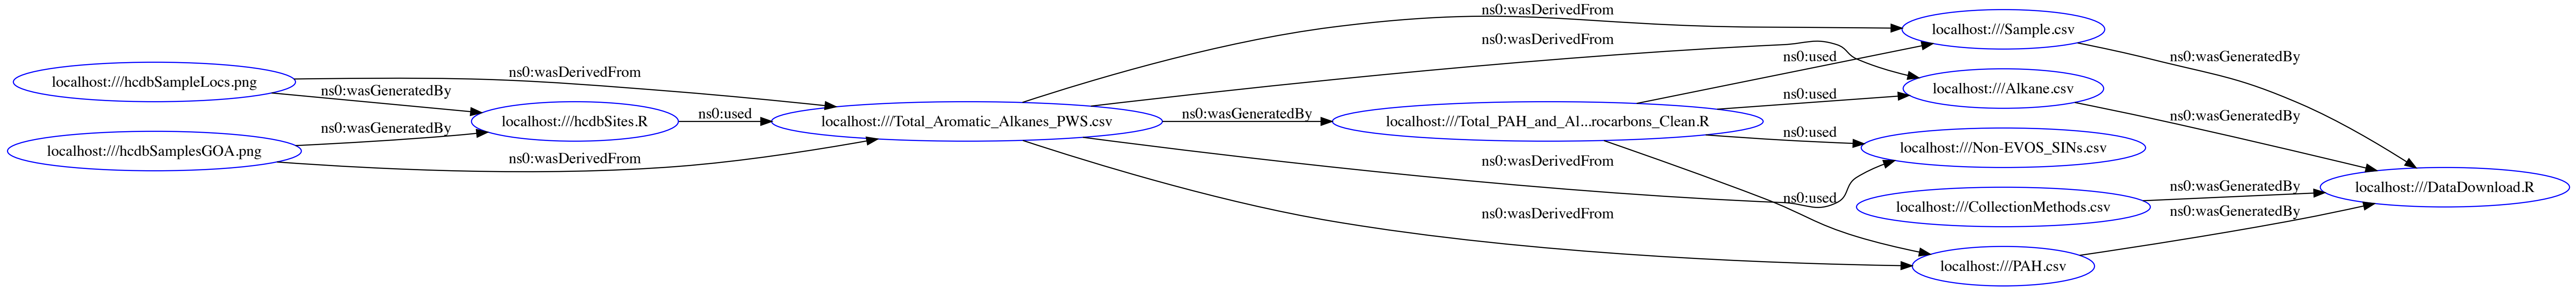 ns0:wasDerivedFrom
localhost:///Sample.csv
ns0:wasDerivedFrom
ns0:used
ns0:wasGeneratedBy
localhost:///hcdbSampleLocs.png
ns0:wasDerivedFrom
ns0:wasGeneratedBy
ns0:used
localhost:///Alkane.csv
ns0:wasGeneratedBy
localhost:///hcdbSites.R
ns0:used
localhost:///Total_Aromatic_Alkanes_PWS.csv
ns0:wasGeneratedBy
localhost:///Total_PAH_and_Al...rocarbons_Clean.R
ns0:wasGeneratedBy
ns0:used
localhost:///hcdbSamplesGOA.png
ns0:wasDerivedFrom
ns0:wasDerivedFrom
localhost:///Non-EVOS_SINs.csv
ns0:wasGeneratedBy
localhost:///DataDownload.R
ns0:used
localhost:///CollectionMethods.csv
ns0:wasDerivedFrom
ns0:wasGeneratedBy
localhost:///PAH.csv